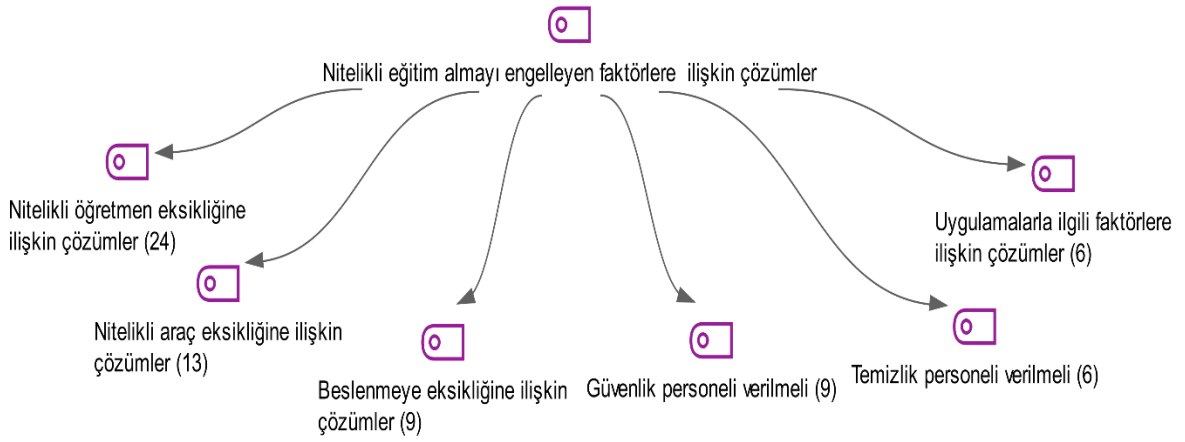 Nitelikli eğitim almayı engelleyen faktörlere ilişkin çözümler
Nitelikli öğretmen eksikliğine
ilişkin çözümler (24)
Nitelikli araç eksikliğine ilişkin
çözümler (13)
Beslenmeye eksikliğine ilişkin
çözümler (9)
Güvenlik personeli verilmeli (9)
Temizlik personeli verilmeli (6)
Uygulamalarla ilgili faktörlere
ilişkin çözümler (6)